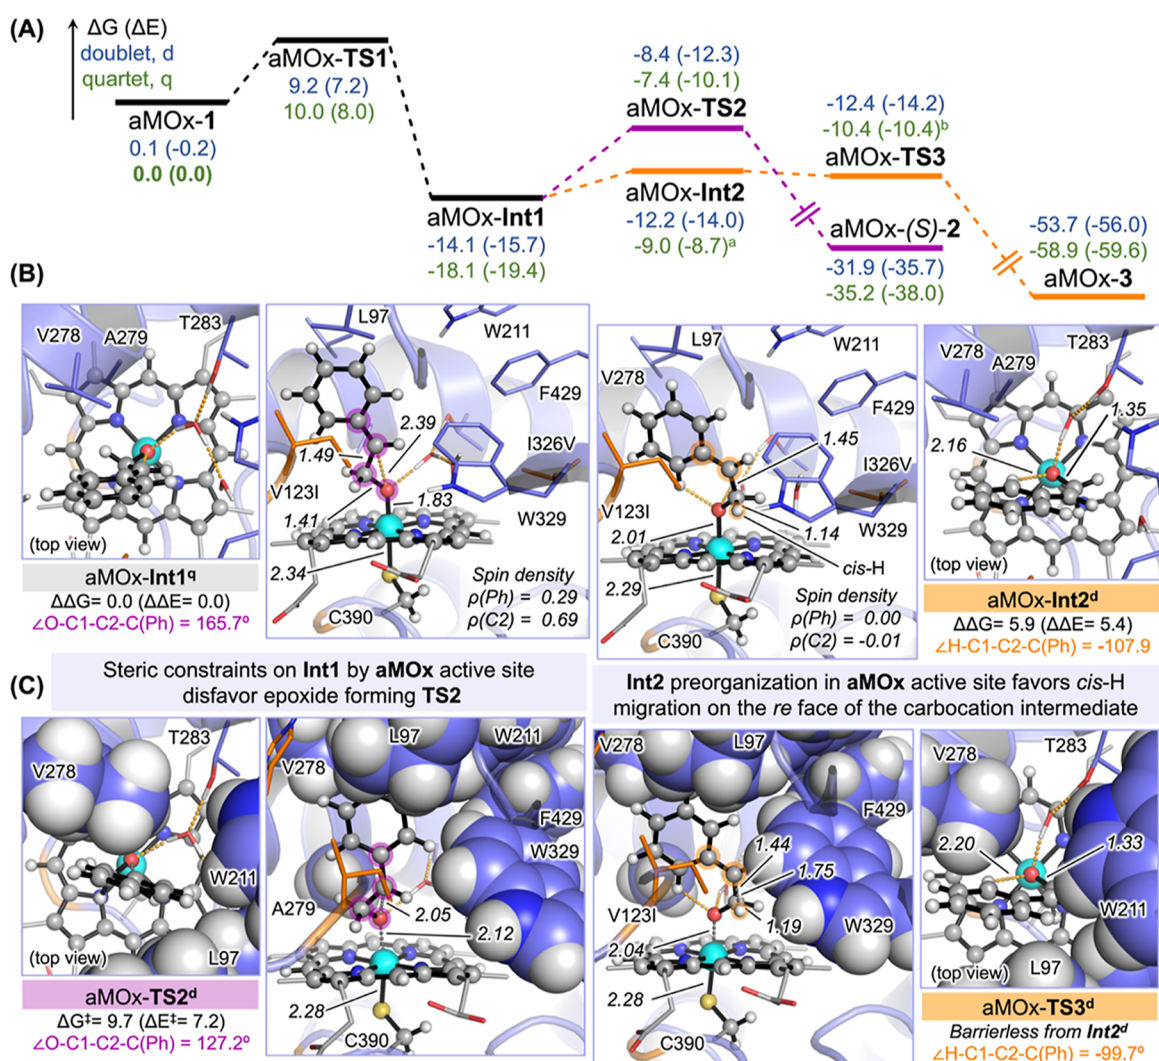 (A)
ΔG (ΔE)
doublet, d
quartet, q
aMOx-TS1
9.2 (7.2)
10.0 (8.0)
aMOx-1
0.1 (-0.2)
0.0 (0.0)
aMOx-Int1
-14.1 (-15.7)
-18.1 (-19.4)
-8.4 (-12.3)
-7.4 (-10.1)
aMOx-TS2
aMOx-Int2
-12.2 (-14.0)
-9.0 (-8.7)ᵃ
-12.4 (-14.2)
-10.4 (-10.4)ᵇ
aMOx-TS3
aMOx-(S)-2
-31.9 (-35.7)
-35.2 (-38.0)
-53.7 (-56.0)
-58.9 (-59.6)
aMOx-3
(B)
V278
A279
T283
(top view)
aMOx-Int1q
ΔΔG= 0.0 (ΔΔE= 0.0)
∠O-C1-C2-C(Ph) = 165.7º
L97
W211
F429
2.39
1.49
I326V
V123I
1.83
1.41
W329
2.34
C390
Spin density
ρ(Ph) = 0.29
ρ(C2) = 0.69
L97
W211
V278
F429
1.45
I326V
V123I
W329
2.01
1.14
2.29
cis-H
C390
Spin density
ρ(Ph) = 0.00
ρ(C2) = -0.01
V278
T283
A279
1.35
2.16
(top view)
aMOx-Int2d
ΔΔG= 5.9 (ΔΔE= 5.4)
∠H-C1-C2-C(Ph) = -107.9
(C)
Steric constraints on Int1 by aMOx active site
disfavor epoxide forming TS2
Int2 preorganization in aMOx active site favors cis-H
migration on the re face of the carbocation intermediate
T283
V278
W211
L97
(top view)
aMOx-TS2d
ΔG‡= 9.7 (ΔE‡= 7.2)
∠O-C1-C2-C(Ph) = 127.2º
L97
W211
V278
F429
W329
A279
2.05
2.12
2.28
C390
V278
L97
W211
F429
1.44
1.75
V123I
1.19
W329
2.04
2.28
C390
V278
T283
2.20
1.33
W211
L97
(top view)
aMOx-TS3d
Barrierless from Int2d
∠H-C1-C2-C(Ph) = -99.7º